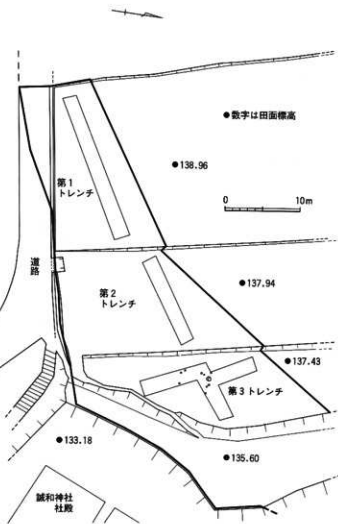 ●数字は田面標高
●138.96
第1
トレンチ
0 10m
道路
第2
トレンチ
●137.94
●137.43
第3トレンチ
●133.18
●135.60
誠和神社
社殿